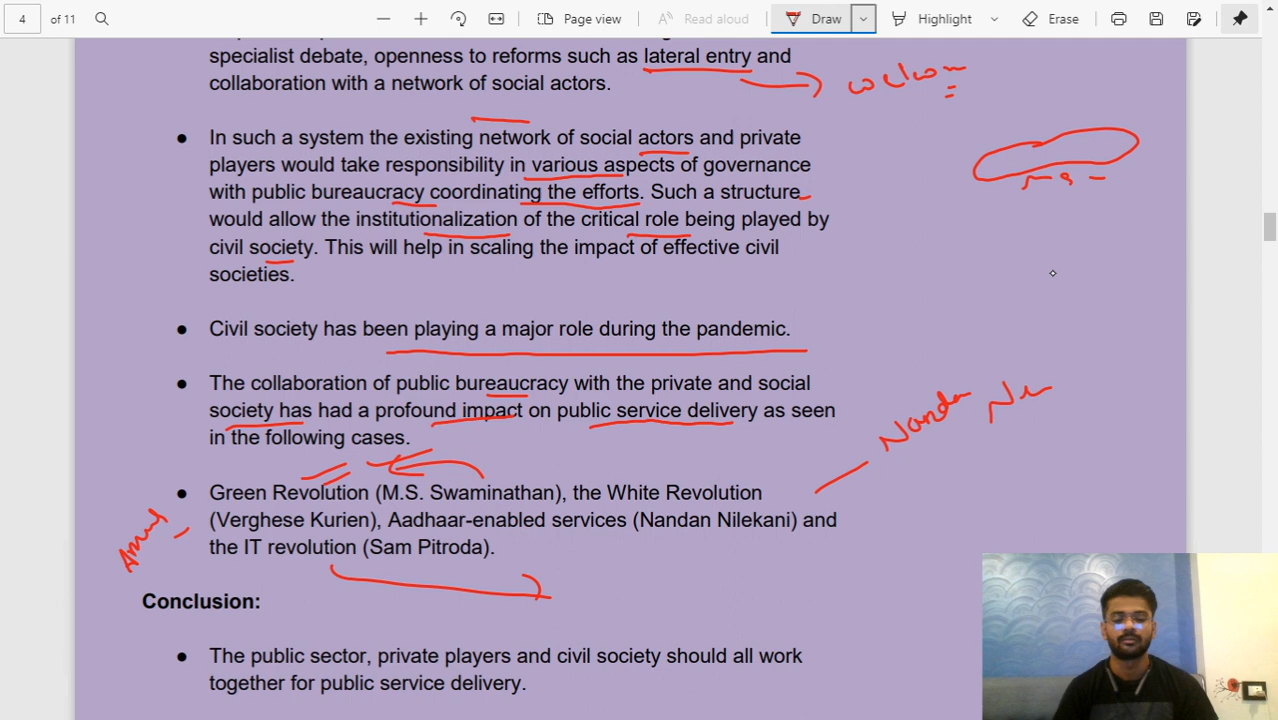 4 of 11 Page view Read aloud Draw Highlight Erase
specialist debate, openness to reforms such as lateral entry and
collaboration with a network of social actors.
● In such a system the existing network of social actors and private
players would take responsibility in various aspects of governance
with public bureaucracy coordinating the efforts. Such a structure
would allow the institutionalization of the critical role being played by
civil society. This will help in scaling the impact of effective civil
societies.
● Civil society has been playing a major role during the pandemic.
● The collaboration of public bureaucracy with the private and social
society has had a profound impact on public service delivery as seen
in the following cases.
Nandan
● Green Revolution (M.S. Swaminathan), the White Revolution
(Verghese Kurien), Aadhaar-enabled services (Nandan Nilekani) and
the IT revolution (Sam Pitroda).
Amul
Conclusion:
● The public sector, private players and civil society should all work
together for public service delivery.